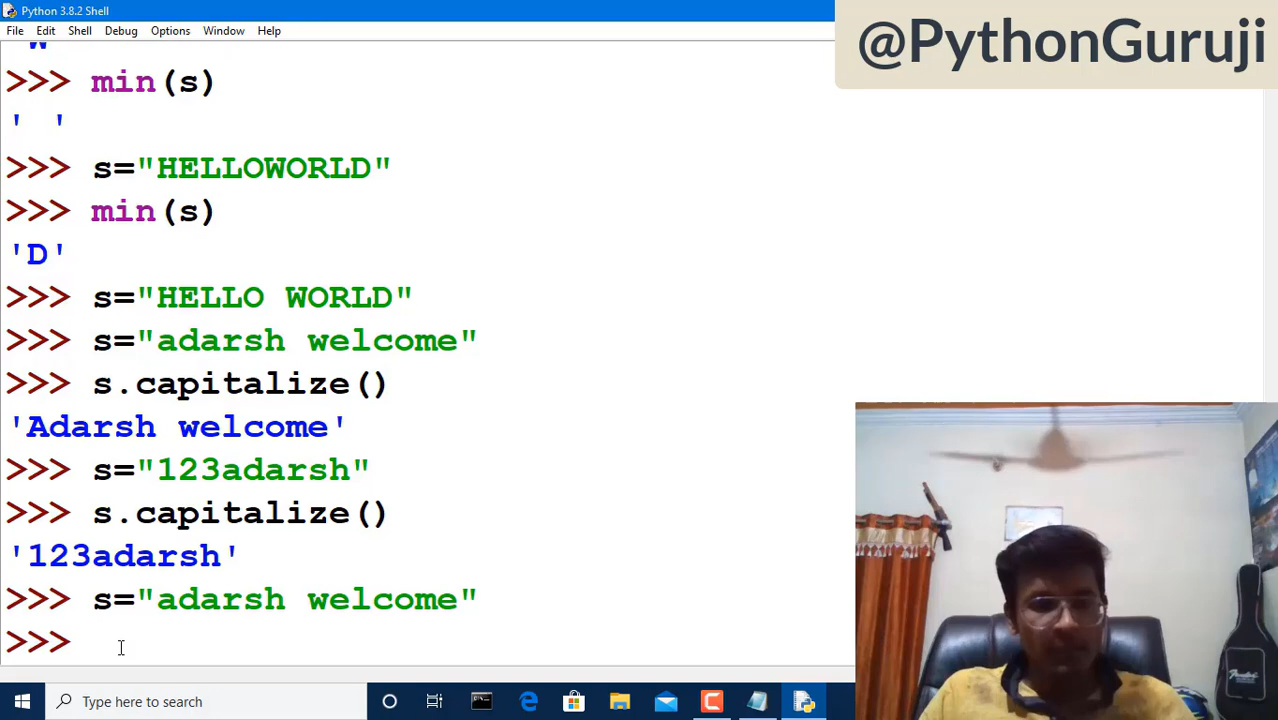 Python 3.8.2 Shell
@PythonGuruji
File Edit Shell Debug Options Window Help
'W'
>>> min(s)
' '
>>> s="HELLOWORLD"
>>> min(s)
'D'
>>> s="HELLO WORLD"
>>> s="adarsh welcome"
>>> s.capitalize()
'Adarsh welcome'
>>> s="123adarsh"
>>> s.capitalize()
'123adarsh'
>>> s="adarsh welcome"
>>>
Fender
Type here to search